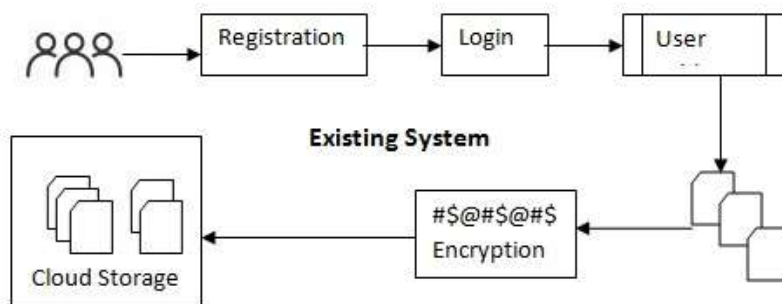 Registration
Login
User
Existing System
#$@#$@#$
Encryption
Cloud Storage